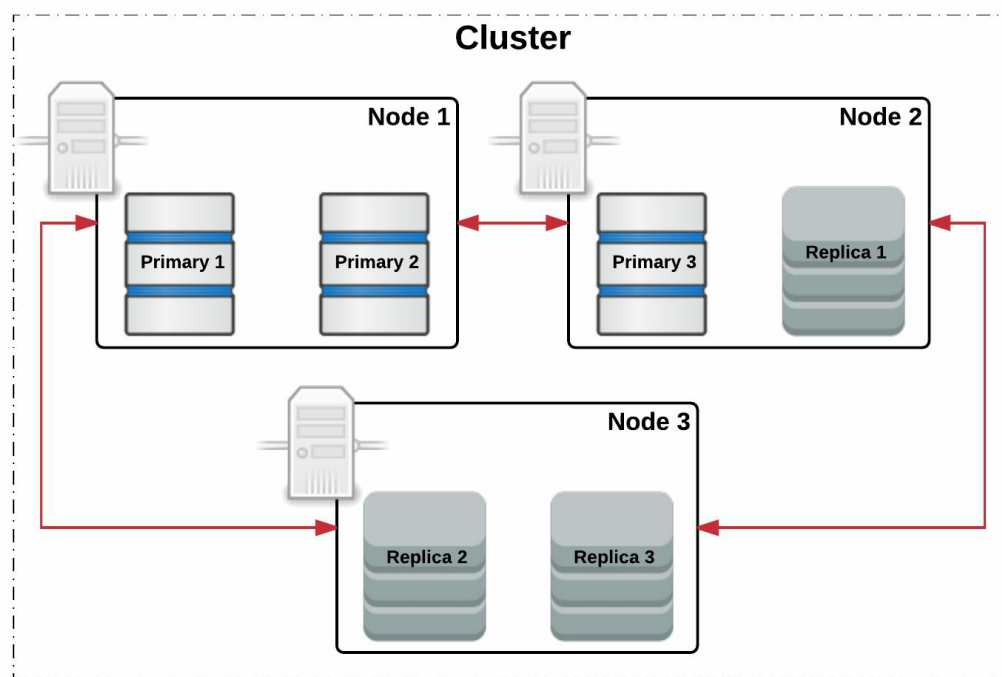 Cluster
Node 1
Node 2
Primary 1
Primary 2
Primary 3
Replica 1
Node 3
Replica 2
Replica 3